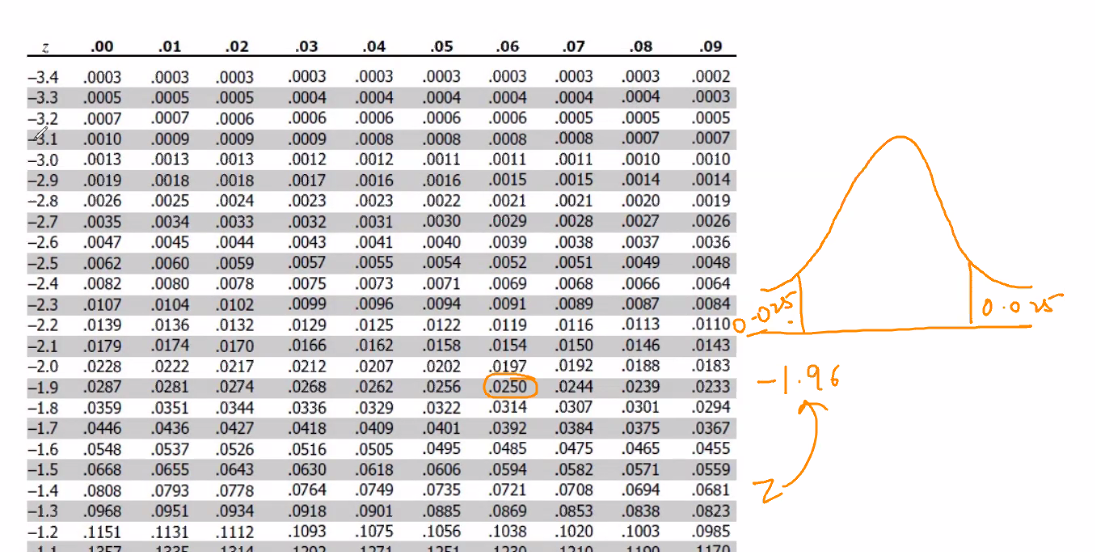 z .00 .01 .02 .03 .04 .05 .06 .07 .08 .09
−3.4 .0003 .0003 .0003 .0003 .0003 .0003 .0003 .0003 .0003 .0002
−3.3 .0005 .0005 .0005 .0004 .0004 .0004 .0004 .0004 .0004 .0003
−3.2 .0007 .0007 .0006 .0006 .0006 .0006 .0006 .0005 .0005 .0005
−3.1 .0010 .0009 .0009 .0009 .0008 .0008 .0008 .0008 .0007 .0007
−3.0 .0013 .0013 .0013 .0012 .0012 .0011 .0011 .0011 .0010 .0010
−2.9 .0019 .0018 .0018 .0017 .0016 .0016 .0015 .0015 .0014 .0014
−2.8 .0026 .0025 .0024 .0023 .0023 .0022 .0021 .0021 .0020 .0019
−2.7 .0035 .0034 .0033 .0032 .0031 .0030 .0029 .0028 .0027 .0026
−2.6 .0047 .0045 .0044 .0043 .0041 .0040 .0039 .0038 .0037 .0036
−2.5 .0062 .0060 .0059 .0057 .0055 .0054 .0052 .0051 .0049 .0048
−2.4 .0082 .0080 .0078 .0075 .0073 .0071 .0069 .0068 .0066 .0064
−2.3 .0107 .0104 .0102 .0099 .0096 .0094 .0091 .0089 .0087 .0084
−2.2 .0139 .0136 .0132 .0129 .0125 .0122 .0119 .0116 .0113 .0110
−2.1 .0179 .0174 .0170 .0166 .0162 .0158 .0154 .0150 .0146 .0143
−2.0 .0228 .0222 .0217 .0212 .0207 .0202 .0197 .0192 .0188 .0183
−1.9 .0287 .0281 .0274 .0268 .0262 .0256 .0250 .0244 .0239 .0233
−1.8 .0359 .0351 .0344 .0336 .0329 .0322 .0314 .0307 .0301 .0294
−1.7 .0446 .0436 .0427 .0418 .0409 .0401 .0392 .0384 .0375 .0367
−1.6 .0548 .0537 .0526 .0516 .0505 .0495 .0485 .0475 .0465 .0455
−1.5 .0668 .0655 .0643 .0630 .0618 .0606 .0594 .0582 .0571 .0559
−1.4 .0808 .0793 .0778 .0764 .0749 .0735 .0721 .0708 .0694 .0681
−1.3 .0968 .0951 .0934 .0918 .0901 .0885 .0869 .0853 .0838 .0823
−1.2 .1151 .1131 .1112 .1093 .1075 .1056 .1038 .1020 .1003 .0985
0.025
0.025
−1.96
Z